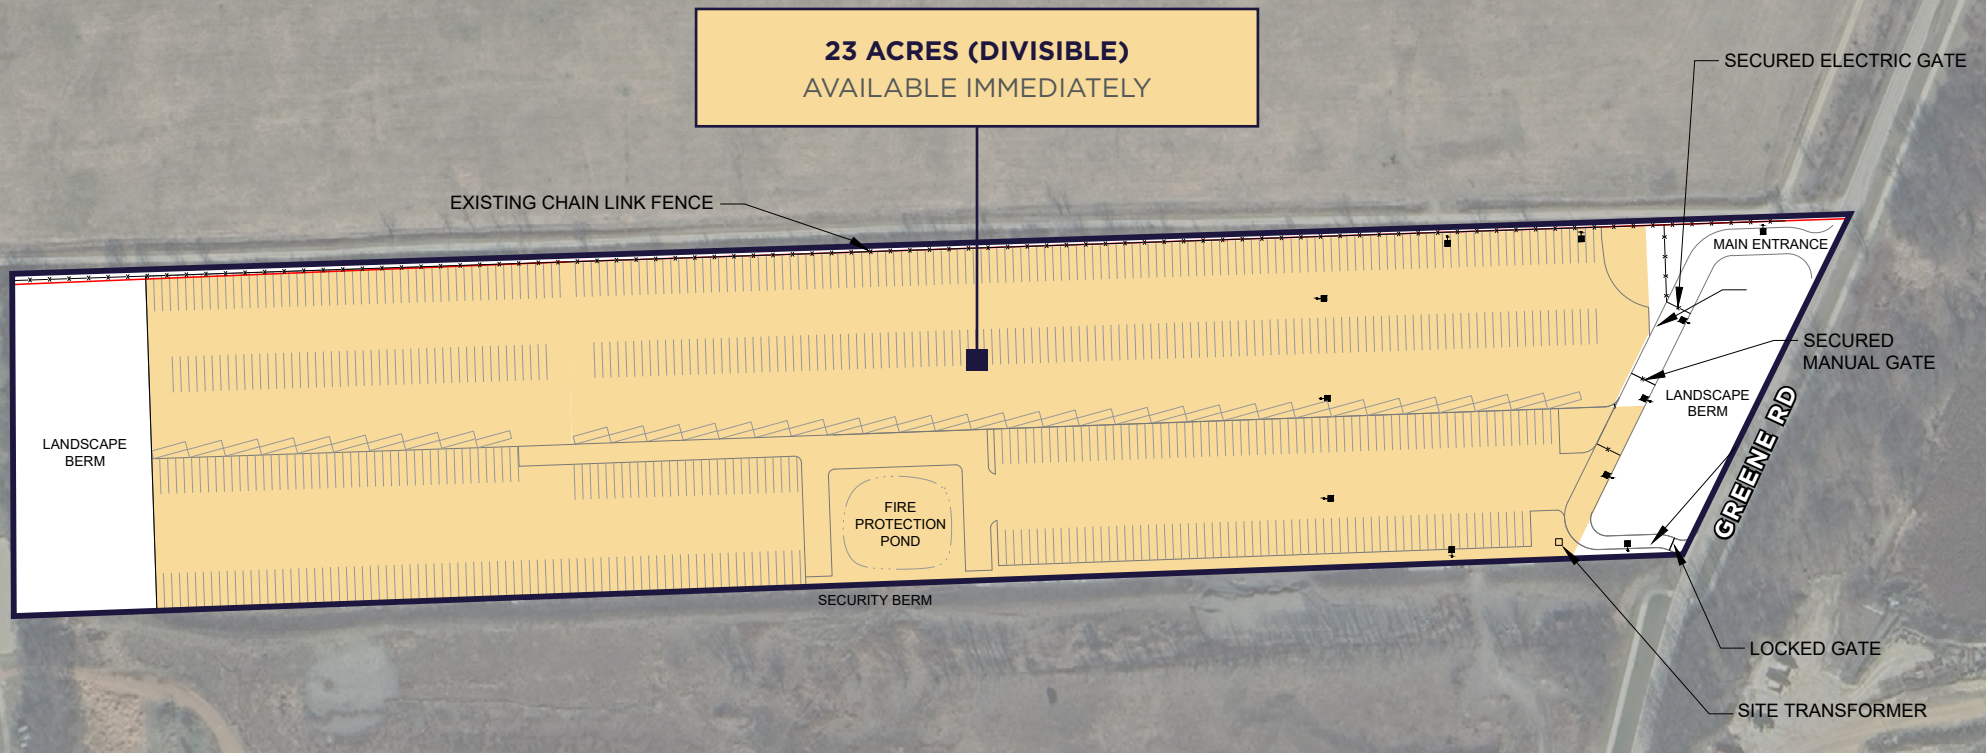 23 ACRES (DIVISIBLE)
AVAILABLE IMMEDIATELY
SECURED ELECTRIC GATE
EXISTING CHAIN LINK FENCE
MAIN ENTRANCE
SECURED
MANUAL GATE
LANDSCAPE
BERM
GREENE RD
LANDSCAPE
BERM
FIRE
PROTECTION
POND
SECURITY BERM
LOCKED GATE
SITE TRANSFORMER